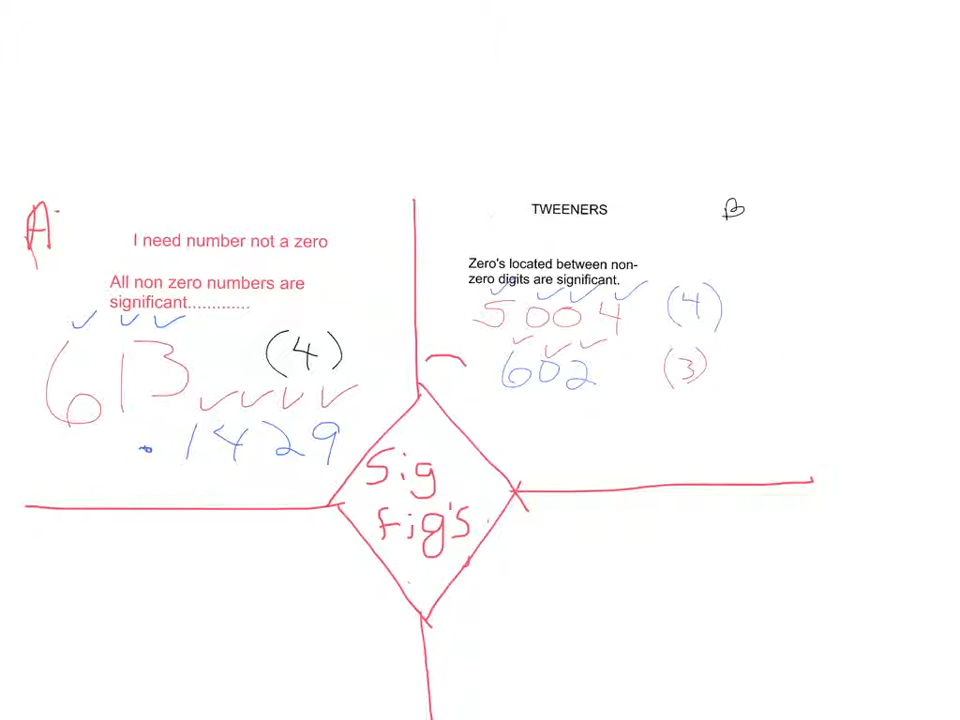 A
I need number not a zero
All non zero numbers are
significant.............
613
(4)
.1429
TWEENERS
B
Zero's located between non-
zero digits are significant.
5004 (4)
602 (3)
Sig
Fig's